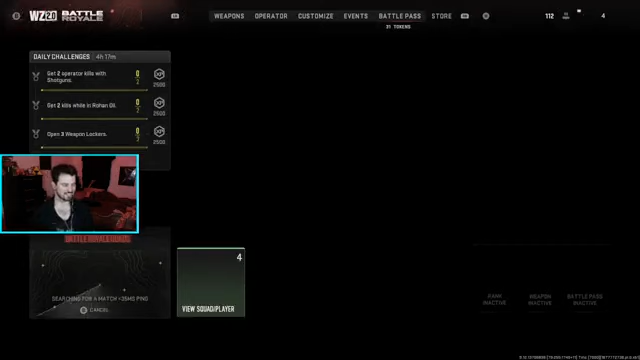 WZ2.0 BATTLE ROYALE
WEAPONS OPERATOR CUSTOMIZE EVENTS BATTLE PASS STORE
112
4
31 TOKENS
DAILY CHALLENGES 4h 17m
Get 2 operator kills with Shotguns.
0
2
XP
2500
Get 2 kills while in Rohan Oil.
0
2
XP
2500
Open 3 Weapon Lockers.
0
3
XP
2500
BATTLE ROYALE QUADS
SEARCHING FOR A MATCH <25MS PING
CANCEL
4
VIEW SQUAD/PLAYER
RANK INACTIVE
WEAPON INACTIVE
BATTLE PASS INACTIVE